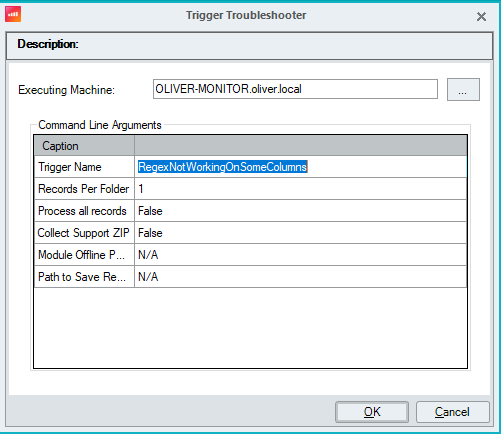 Trigger Troubleshooter
Description:
Executing Machine: OLIVER-MONITOR.oliver.local ...
Command Line Arguments
Caption
Trigger Name RegexNotWorkingOnSomeColumns
Records Per Folder 1
Process all records False
Collect Support ZIP False
Module Offline P... N/A
Path to Save Re... N/A
OK Cancel